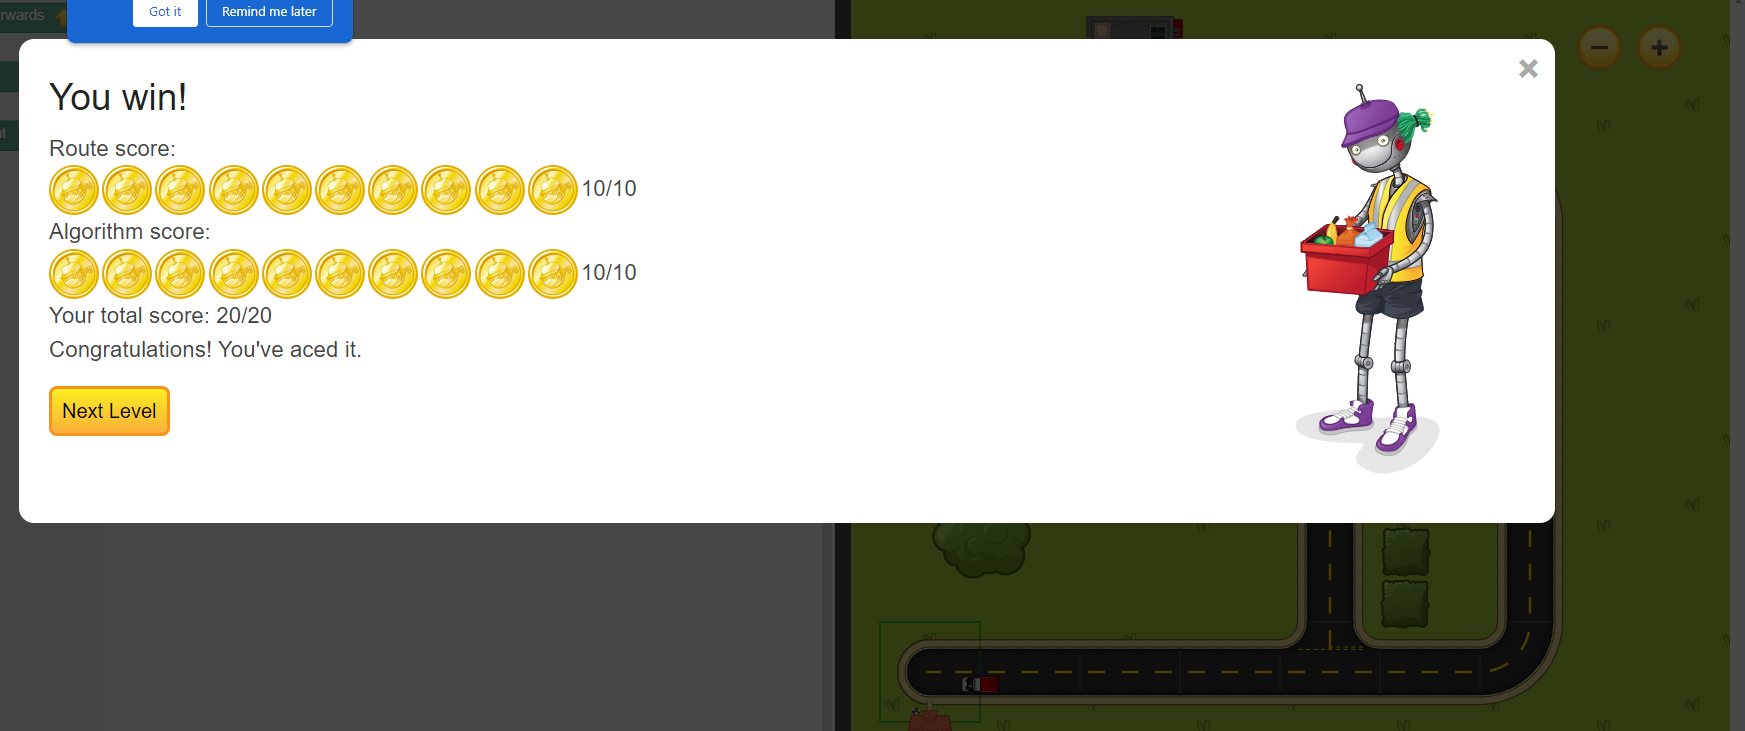 rwards
Got it
Remind me later
You win!
Route score:
10/10
Algorithm score:
10/10
Your total score: 20/20
Congratulations! You've aced it.
Next Level